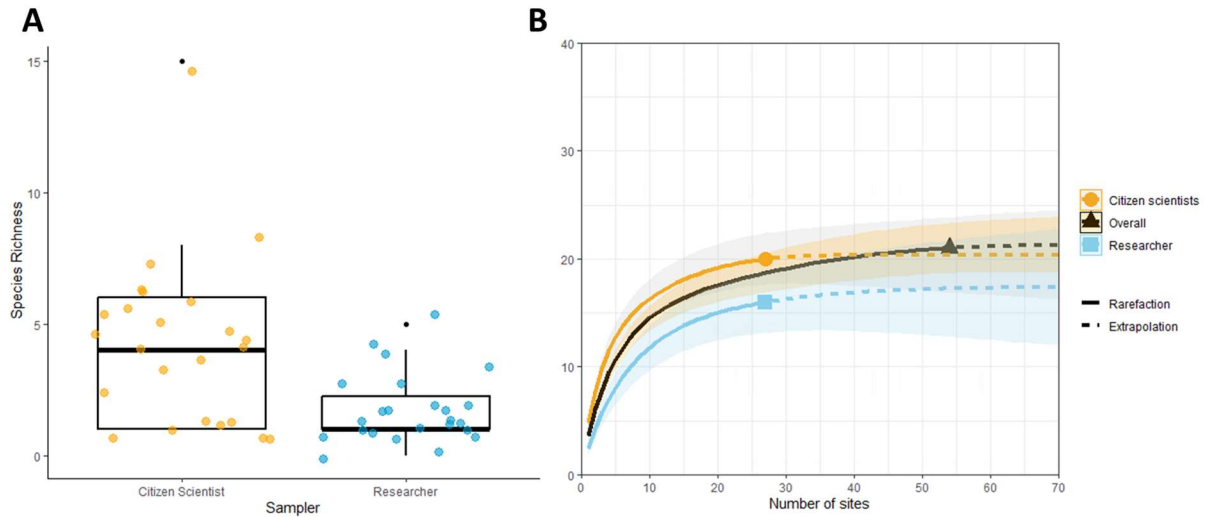 A
Species Richness
15
10
5
0
Citizen Scientist
Researcher
Sampler
B
40
30
20
10
0
0
10
20
30
40
50
60
70
Number of sites
Citizen scientists
Overall
Researcher
Rarefaction
Extrapolation